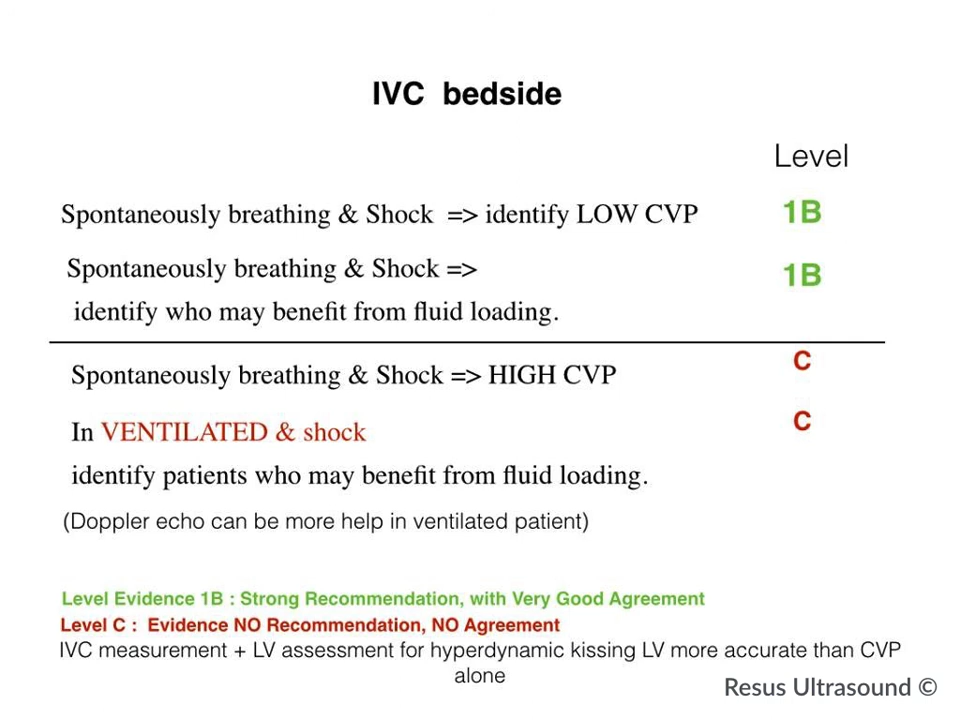 IVC bedside
Level
Spontaneously breathing & Shock => identify LOW CVP 1B
Spontaneously breathing & Shock => 1B
identify who may benefit from fluid loading.
Spontaneously breathing & Shock => HIGH CVP C
In VENTILATED & shock C
identify patients who may benefit from fluid loading.
(Doppler echo can be more help in ventilated patient)
Level Evidence 1B : Strong Recommendation, with Very Good Agreement
Level C : Evidence NO Recommendation, NO Agreement
IVC measurement + LV assessment for hyperdynamic kissing LV more accurate than CVP
alone
Resus Ultrasound ©